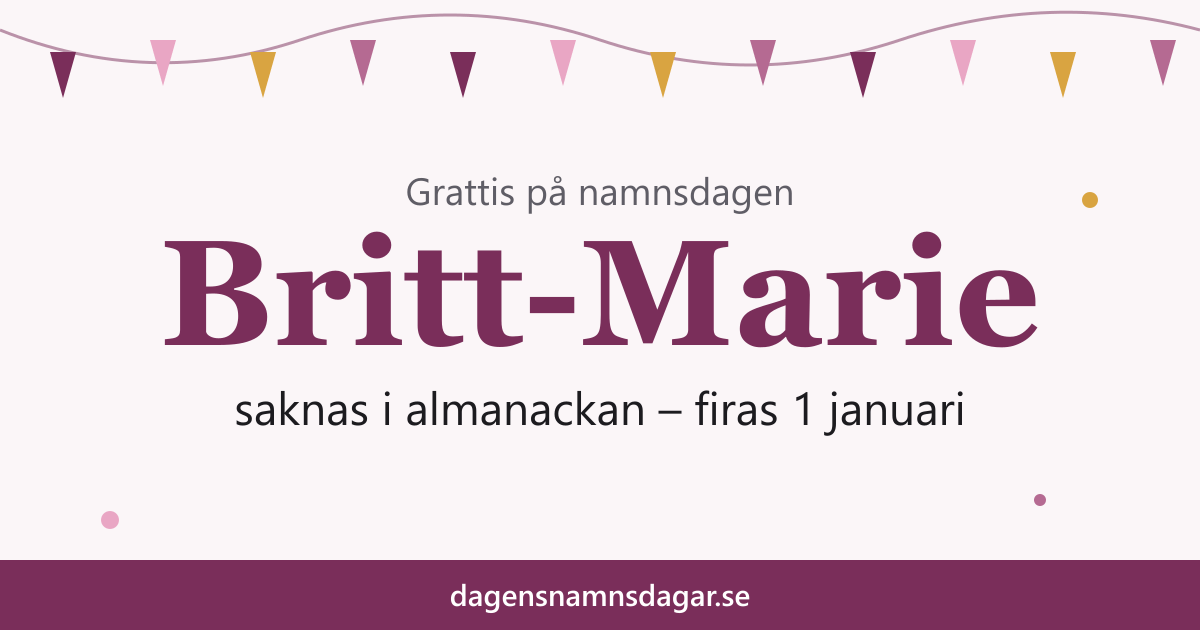 Grattis på namnsdagen
Britt-Marie
saknas i almanackan – firas 1 januari
dagensnamnsdagar.se